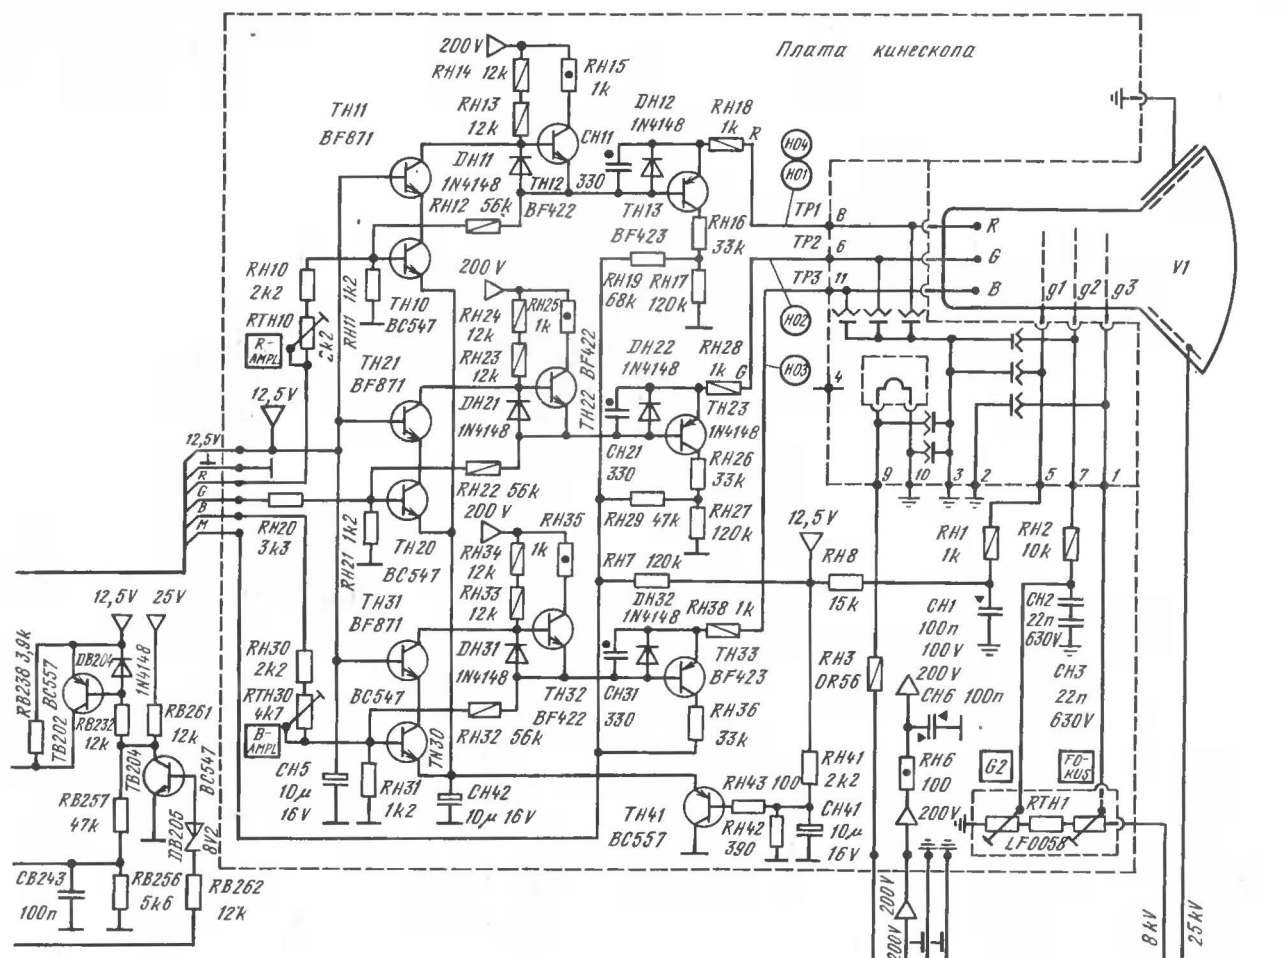 Плата кинескопа
200V
RH14 12k
RH15
1k
RH13
12k
TH11
BF871
CH11
330
DH12
1N4148
RH18
1k
R
H04
H01
DH11
1N4148
TH12
BF422
RH12 56k
TH13
BF423
RH16
33k
TP1
8
TP2
6
TP3
11
R
G
B
V1
RH10
2k2
RTH10
2k2
R-
AMPL.
RH11 1k2
TH10
BC547
200V
RH19
68k
RH17
120k
H02
H03
g1
g2
g3
RH24
12k
RH25
1k
RH23
12k
TH21
BF871
TH22 BF422
DH22
1N4148
RH28
1k
G
4
12,5V
DH21
1N4148
CH21
330
TH23
1N4148
RH26
33k
12,5V
R
G
B
M
RH20
3k3
RH21 1k2
RH22 56k
TH20
BC547
RH29 47k
RH27
120k
9
10
3
2
5
7
1
200V
RH34
12k
RH35
1k
RH33
12k
RH7 120k
12,5V
RH8
15k
RH1
1k
RH2
10k
TH31
BF871
DH32
1N4148
RH38 1k
CH1
100n
100V
CH2
22n
630V
12,5V
25V
RB238 3,9k
BC557
TB202
DB204
1N4148
RB232
12k
RB261
12k
TB204
BC547
RH30
2k2
RTH30
4k7
B-
AMPL
BC547
DH31
1N4148
TH32
BF422
CH31
330
TH33
BF423
RH3
0R56
200V
CH6 100n
CH3
22n
630V
RH32 56k
TN30
RH36
33k
RB257
47k
DB205
8V2
CH5
10μ
16V
RH31
1k2
CH42
10μ 16V
TH41
BC557
RH43 100
RH42
390
RH41
2k2
CH41
10μ
16V
RH6
100
200V
G2
FO-
KUS
RTH1
LF0058
CB243
100n
RB256
5k6
RB262
12k
200V
200V
8kV
25kV